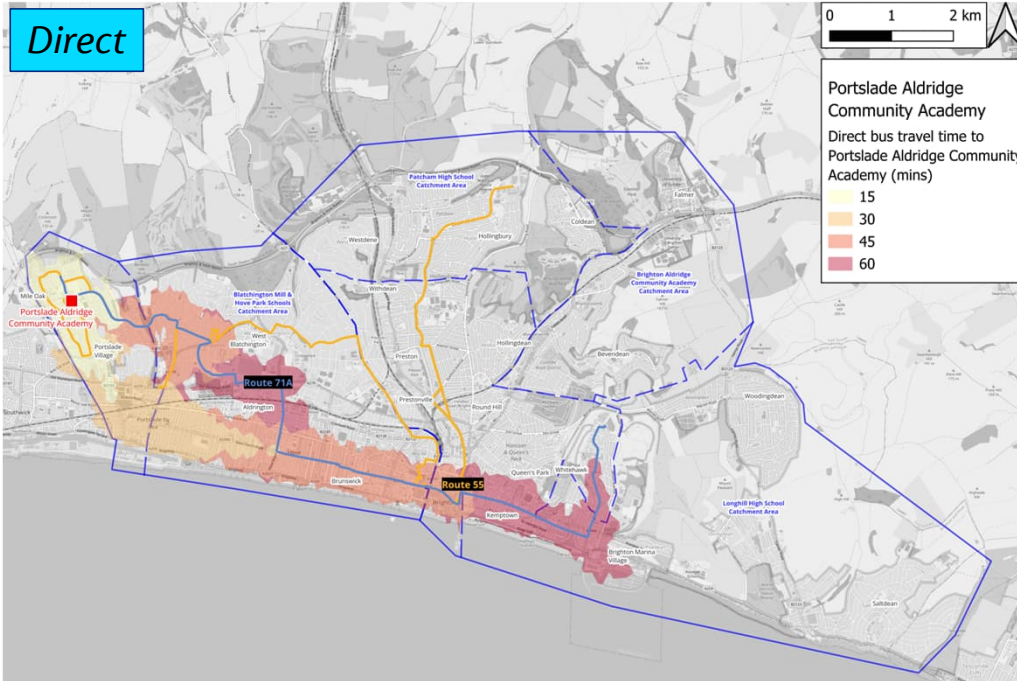 Direct
0 1 2 km
Portslade Aldridge
Community Academy
Direct bus travel time to
Portslade Aldridge Community
Academy (mins)
15
30
45
60
Patcham High School
Catchment Area
Falmer
Coldean
Westdene
Hollingbury
Withdean
Brighton Aldridge
Community Academy
Catchment Area
Mile Oak
Blatchington Mill &
Hove Park Schools
Catchment Area
Portslade Aldridge
Community Academy
West
Blatchington
Portslade
Village
Hollingdean
Preston
Bevendean
Route 71A
Prestonville
Woodingdean
Aldrington
Round Hill
Southwick
Queen's Park
Whitehawk
Brunswick
Route 55
Longhill High School
Catchment Area
Kemptown
Brighton Marina
Village
Saltdean